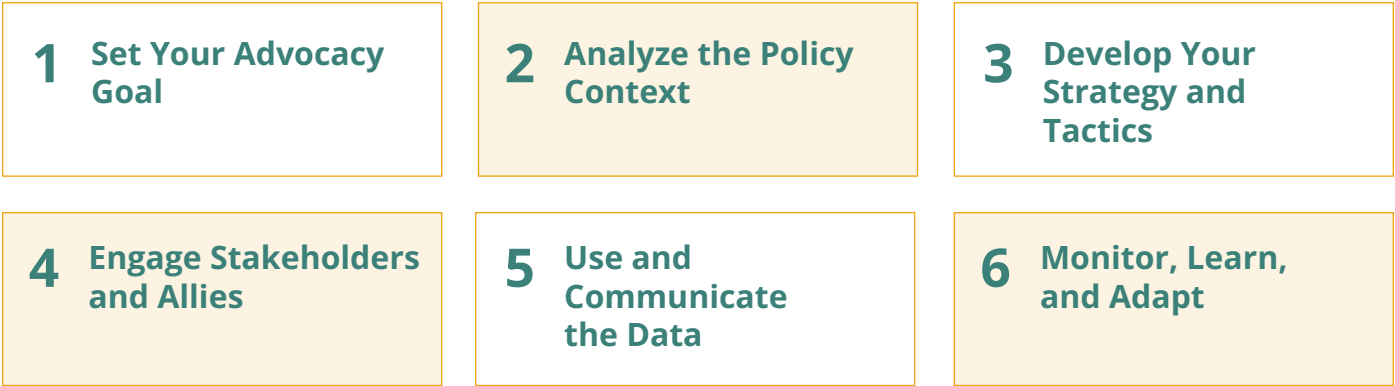 1 Set Your Advocacy
Goal
2 Analyze the Policy
Context
3 Develop Your
Strategy and
Tactics
4 Engage Stakeholders
and Allies
5 Use and
Communicate
the Data
6 Monitor, Learn,
and Adapt